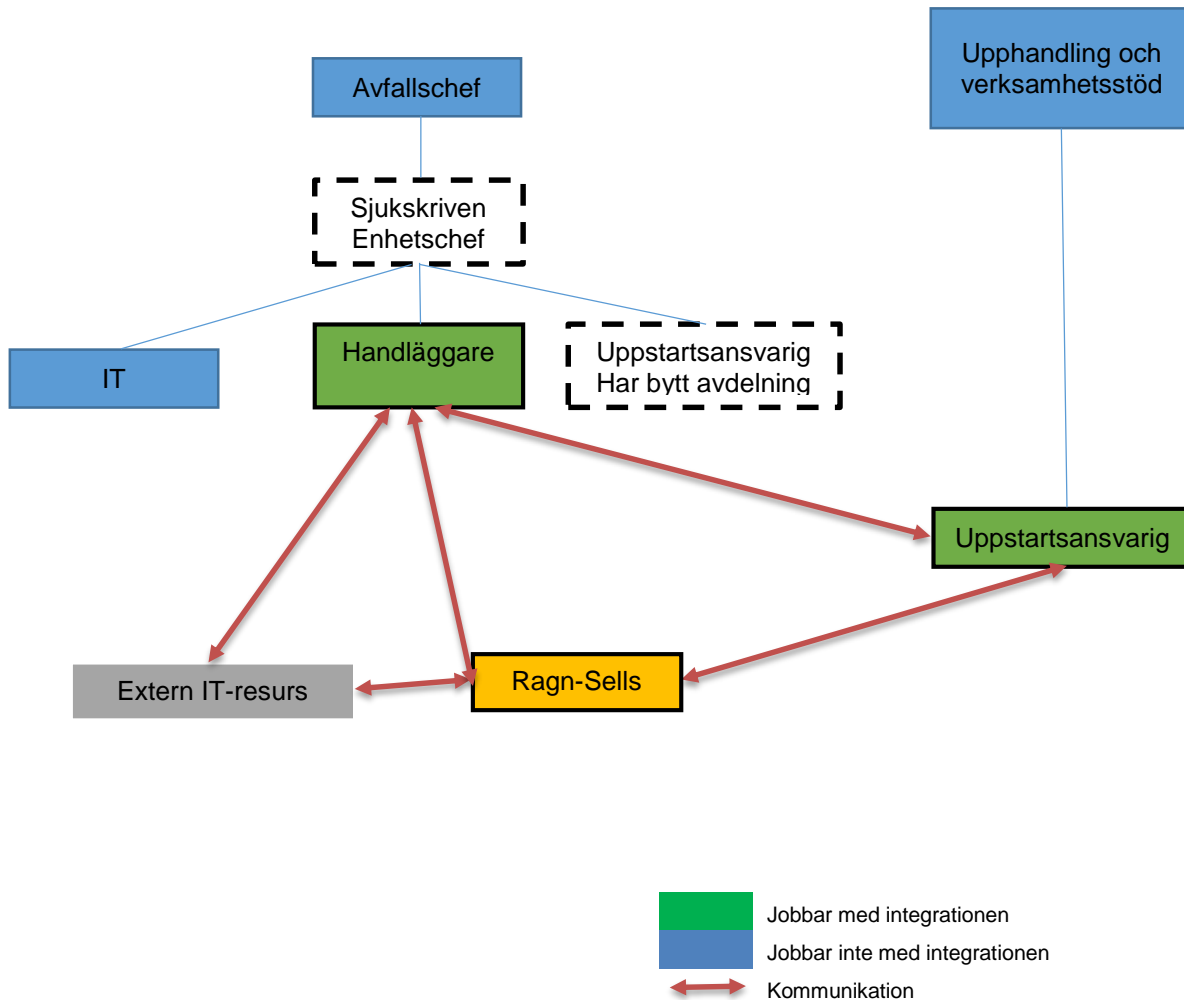 Avfallschef
Upphandling och
verksamhetsstöd
Sjukskriven
Enhetschef
IT
Handläggare
Uppstartsansvarig
Har bytt avdelning
Uppstartsansvarig
Extern IT-resurs
Ragn-Sells
Jobbar med integrationen
Jobbar inte med integrationen
Kommunikation